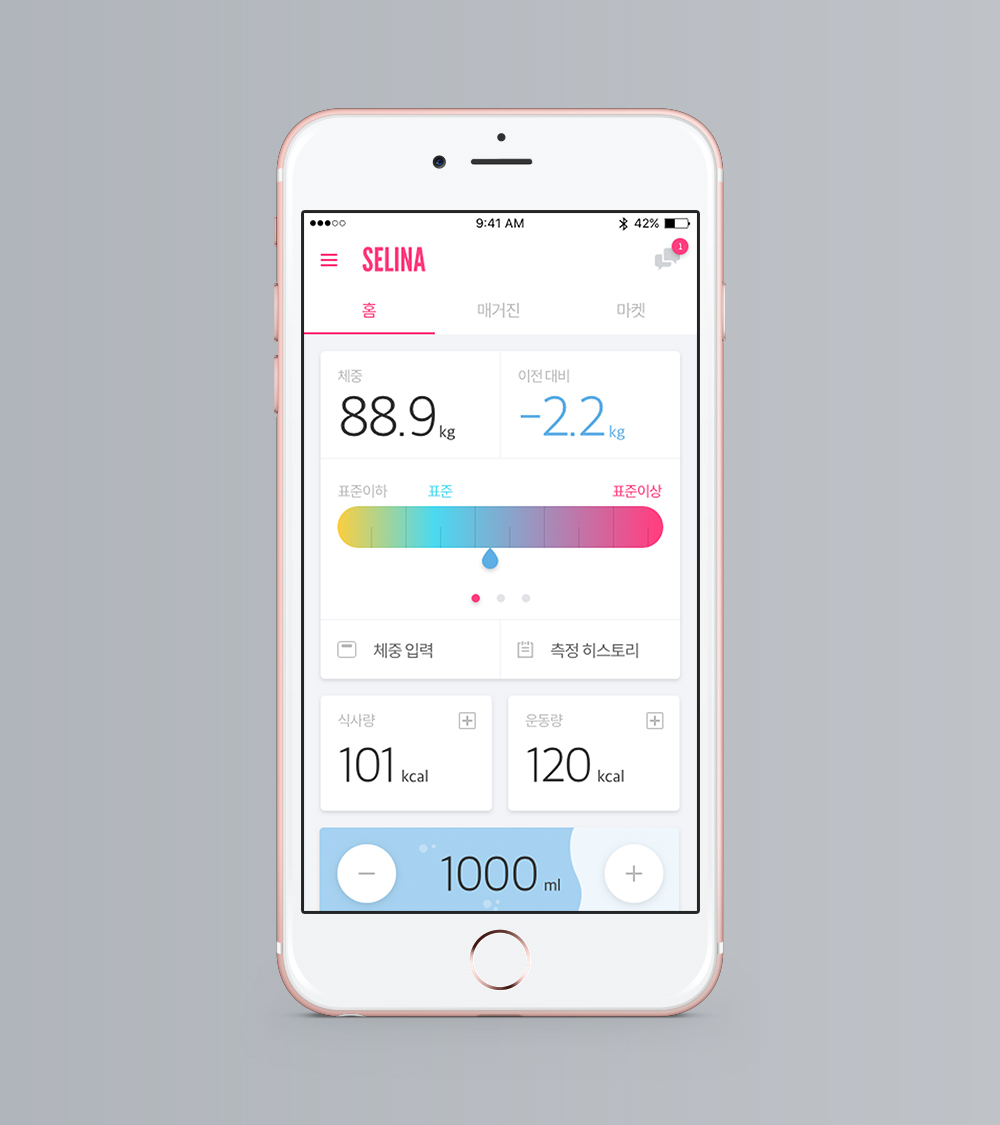 9:41 AM
42%
SELINA
1
홈
매거진
마켓
체중
이전 대비
88.9 kg
-2.2 kg
표준이하
표준
표준이상
체중 입력
측정 히스토리
식사량
운동량
101 kcal
120 kcal
1000 ml